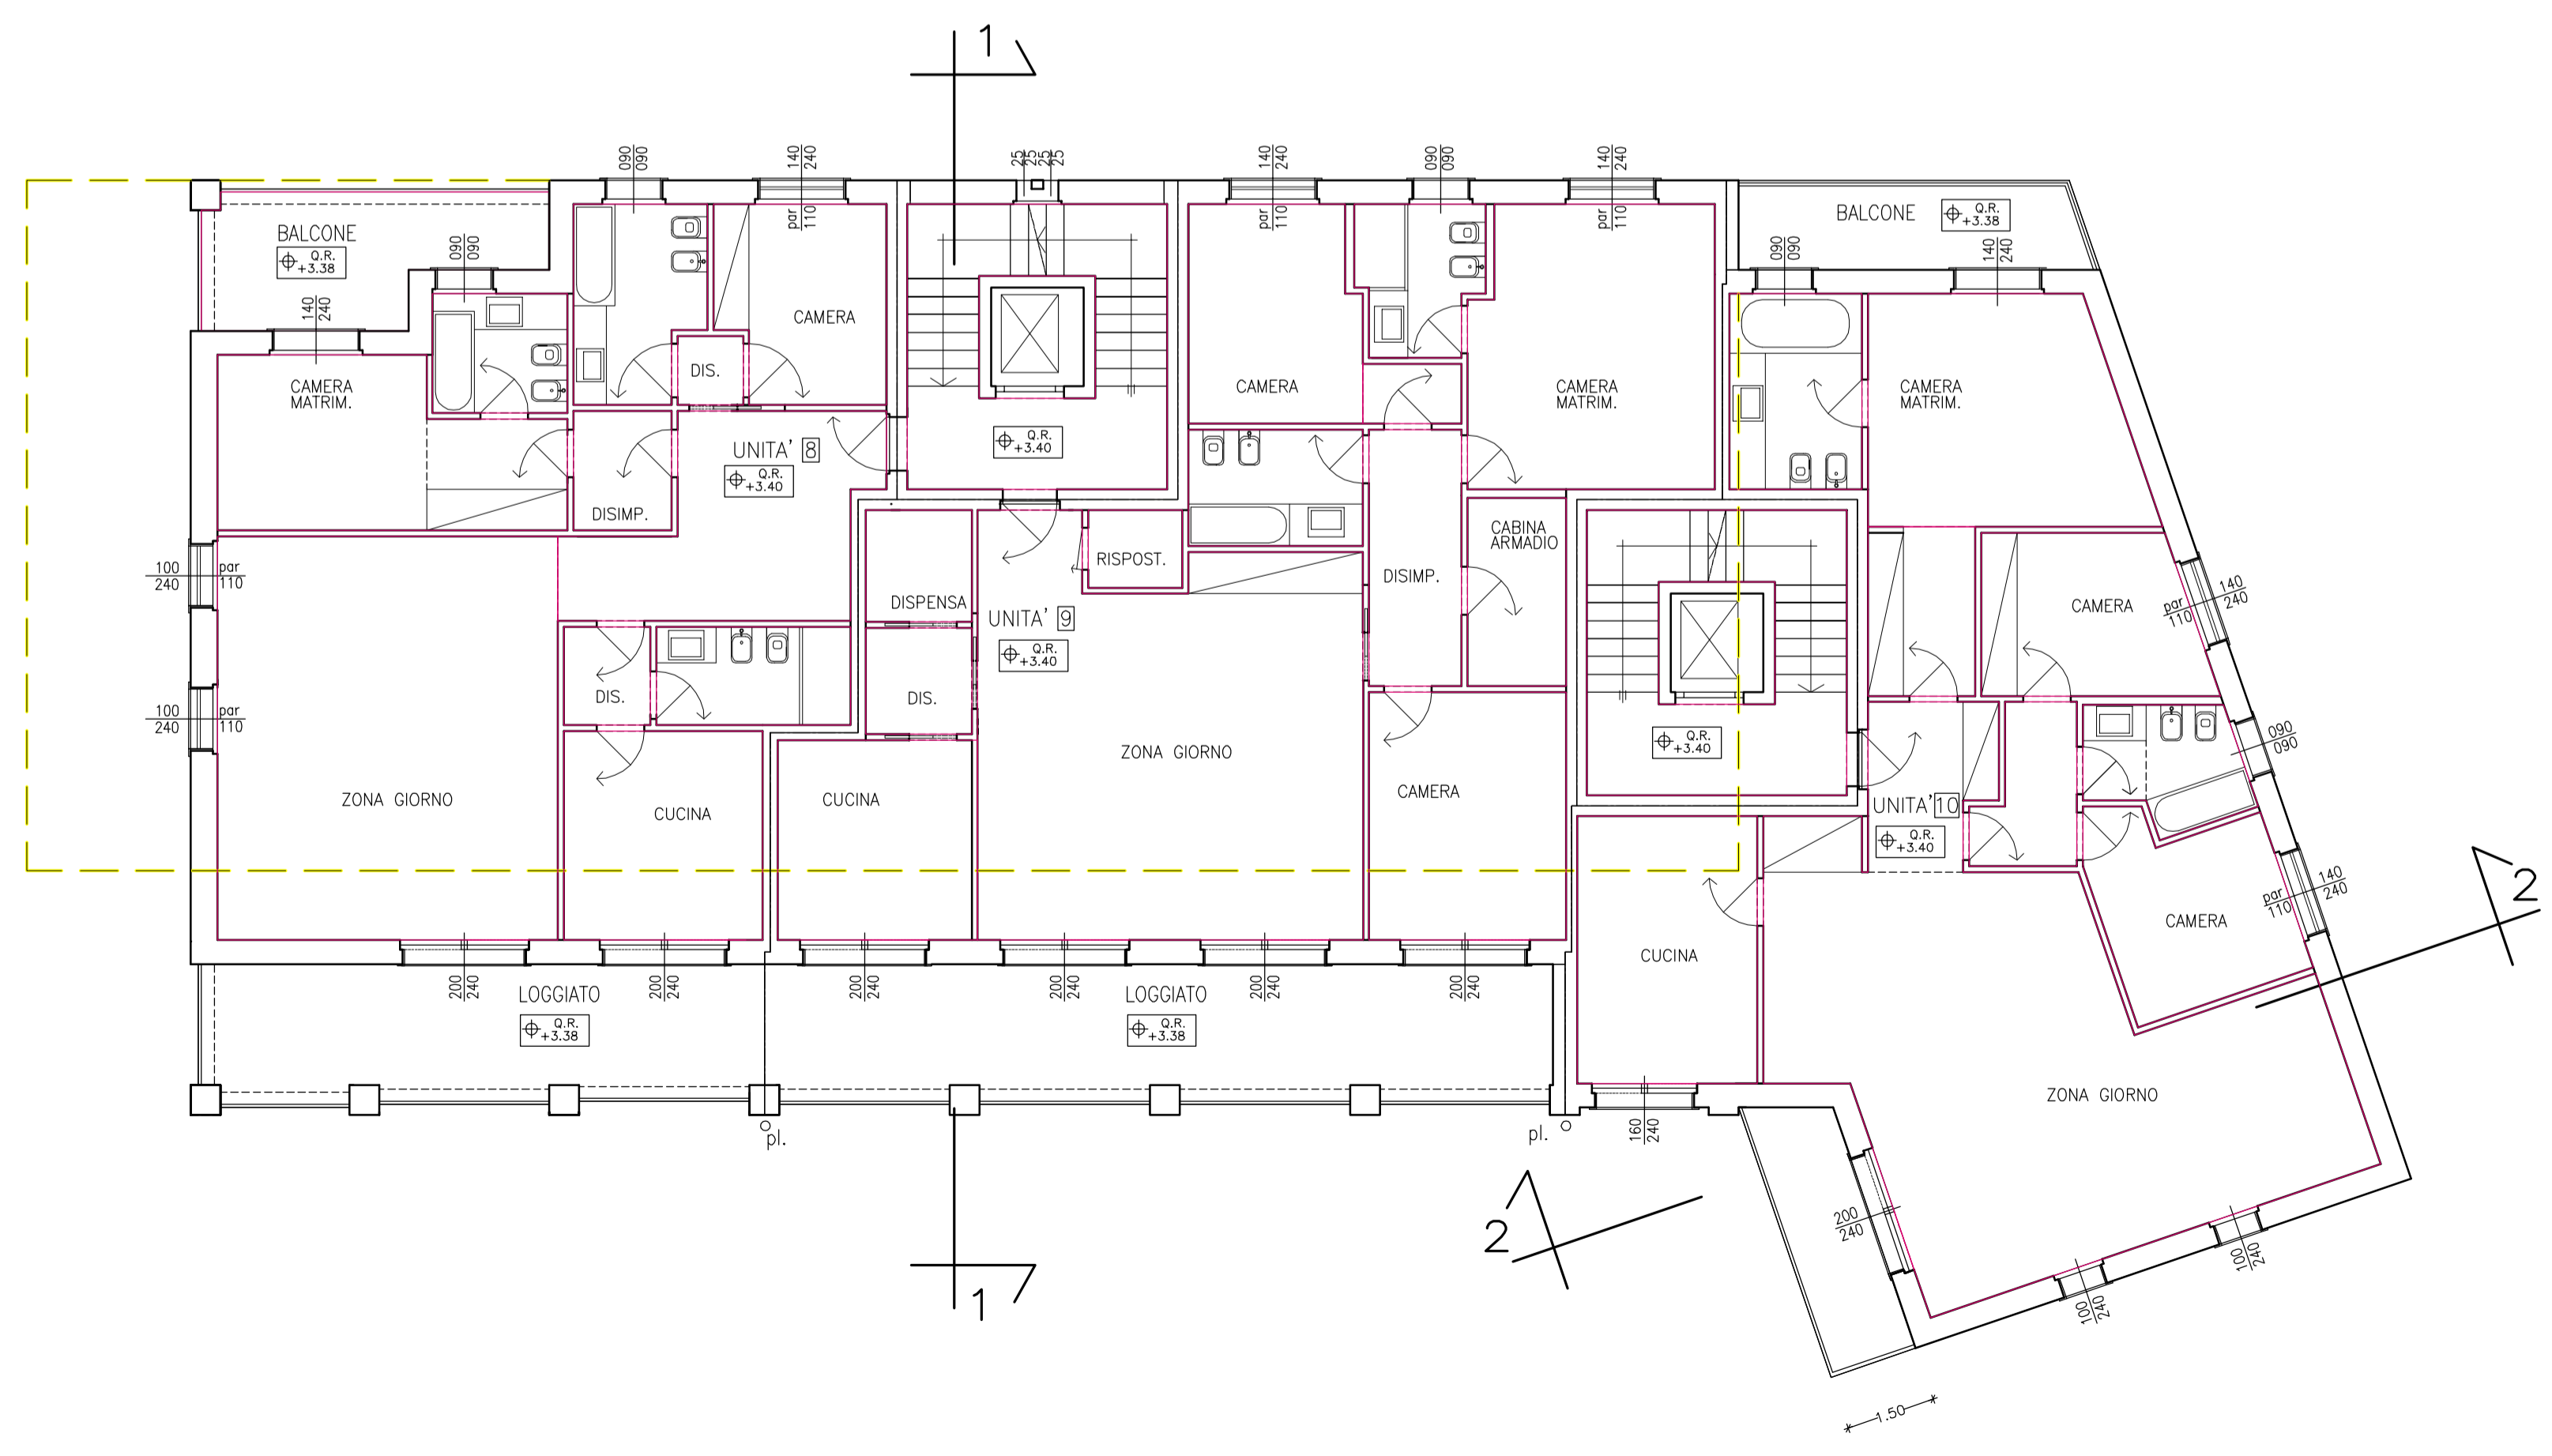 1
25
25
25
25
090
090
140
240
par
110
140
240
par
110
090
090
140
240
par
110
BALCONE
Q.R.
+3.38
090
090
140
240
CAMERA
MATRIM.
CAMERA
DIS.
DISIMP.
UNITA' 8
Q.R.
+3.40
Q.R.
+3.40
CAMERA
CAMERA
MATRIM.
BALCONE
Q.R.
+3.38
090
090
140
240
CAMERA
MATRIM.
100
240
par
110
100
240
par
110
DISPENSA
UNITA' 9
Q.R.
+3.40
RISPOST.
DISIMP.
CABINA
ARMADIO
CAMERA
140
240
par
110
DIS.
DIS.
ZONA GIORNO
Q.R.
+3.40
090
090
ZONA GIORNO
CUCINA
CUCINA
CAMERA
UNITA' 10
Q.R.
+3.40
140
240
par
110
CAMERA
2
CUCINA
200
240
LOGGIATO
Q.R.
+3.38
200
240
200
240
200
240
LOGGIATO
Q.R.
+3.38
200
240
200
240
ZONA GIORNO
pl.
pl.
160
240
2
200
240
100
240
100
240
1
1.50